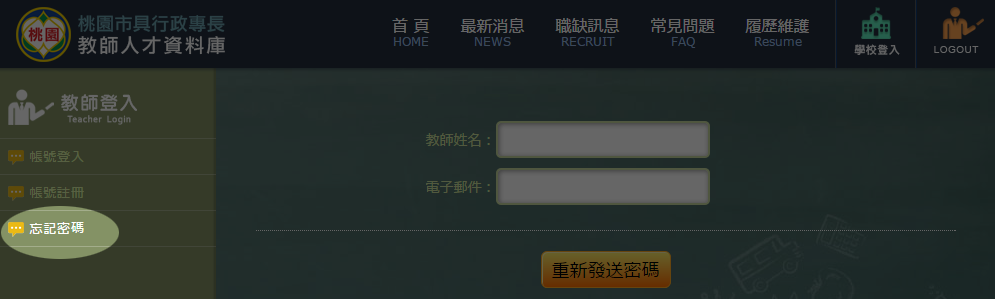 桃園
桃園市具行政專長
教師人才資料庫
首 頁
HOME
最新消息
NEWS
職缺訊息
RECRUIT
常見問題
FAQ
履歷維護
Resume
學校登入
LOGOUT
教師登入
Teacher Login
帳號登入
帳號註冊
忘記密碼
教師姓名：
電子郵件：
重新發送密碼